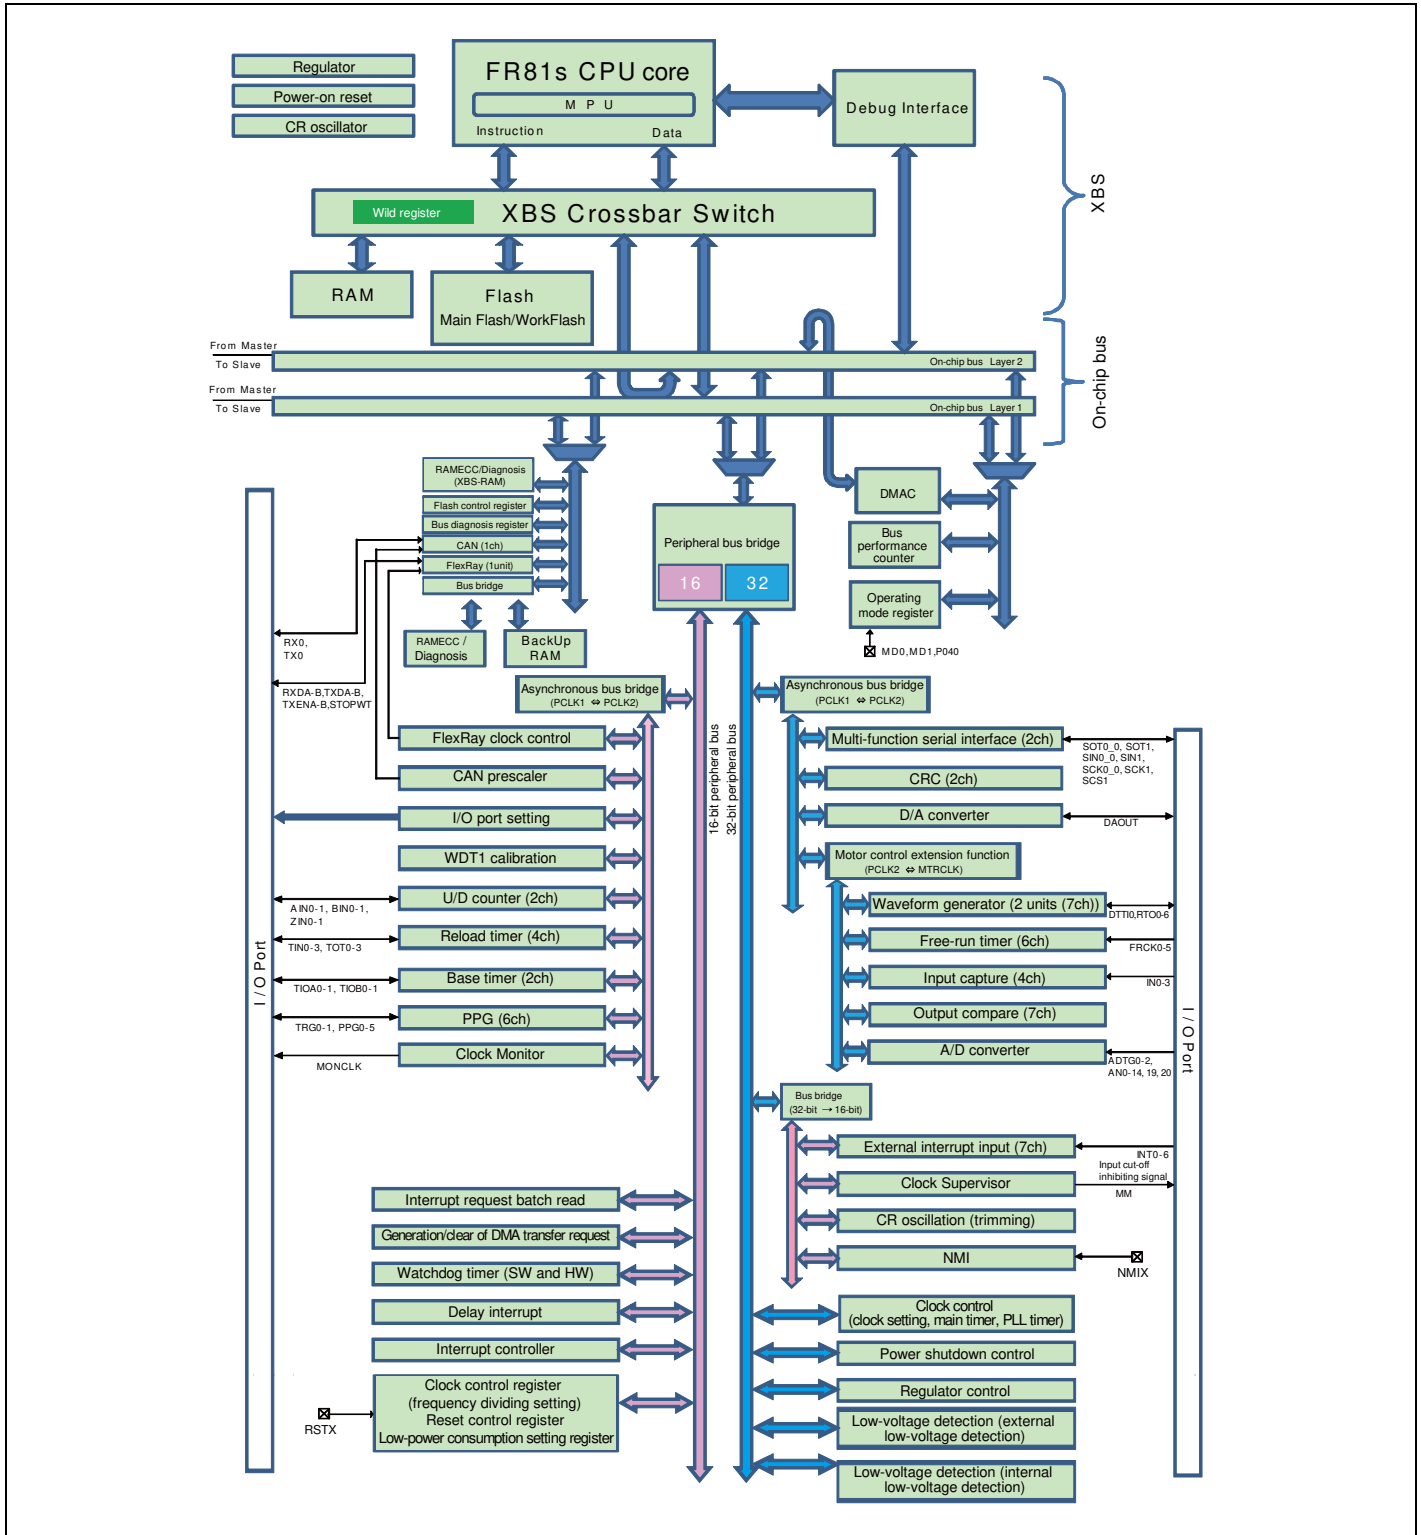 Regulator
Power-on reset
CR oscillator
FR81s CPU core
M P U
Instruction
Data
Debug Interface
XBS
Wild register
XBS Crossbar Switch
RAM
Flash
Main Flash/WorkFlash
From Master
To Slave
On-chip bus Layer 2
From Master
To Slave
On-chip bus Layer 1
On-chip bus
RAMECC/Diagnosis
(XBS-RAM)
Flash control register
Bus diagnosis register
CAN (1ch)
FlexRay (1unit)
Bus bridge
RAMECC /
Diagnosis
BackUp
RAM
Peripheral bus bridge
16
32
DMAC
Bus
performance
counter
Operating
mode register
MD0,MD1,P040
I / O Port
RX0,
TX0
RXDA-B,TXDA-B,
TXENA-B,STOPWT
Asynchronous bus bridge
(PCLK1 ⇔ PCLK2)
FlexRay clock control
CAN prescaler
I/O port setting
WDT1 calibration
U/D counter (2ch)
AIN0-1, BIN0-1,
ZIN0-1
Reload timer (4ch)
TIN0-3, TOT0-3
Base timer (2ch)
TIOA0-1, TIOB0-1
PPG (6ch)
TRG0-1, PPG0-5
Clock Monitor
MONCLK
16-bit peripheral bus
32-bit peripheral bus
Asynchronous bus bridge
(PCLK1 ⇔ PCLK2)
Multi-function serial interface (2ch)
SOT0_0, SOT1,
SIN0_0, SIN1,
SCK0_0, SCK1,
SCS1
CRC (2ch)
D/A converter
DAOUT
Motor control extension function
(PCLK2 ⇔ MTRCLK)
Waveform generator (2 units (7ch))
DTTI0,RTO0-6
Free-run timer (6ch)
FRCK0-5
Input capture (4ch)
IN0-3
Output compare (7ch)
A/D converter
ADTG0-2,
AN0-14, 19, 20
I / O Port
Bus bridge
(32-bit → 16-bit)
External interrupt input (7ch)
INT0-6
Input cut-off
inhibiting signal
Clock Supervisor
MM
CR oscillation (trimming)
NMI
NMIX
Interrupt request batch read
Generation/clear of DMA transfer request
Watchdog timer (SW and HW)
Delay interrupt
Interrupt controller
Clock control register
(frequency dividing setting)
Reset control register
Low-power consumption setting register
RSTX
Clock control
(clock setting, main timer, PLL timer)
Power shutdown control
Regulator control
Low-voltage detection (external
low-voltage detection)
Low-voltage detection (internal
low-voltage detection)